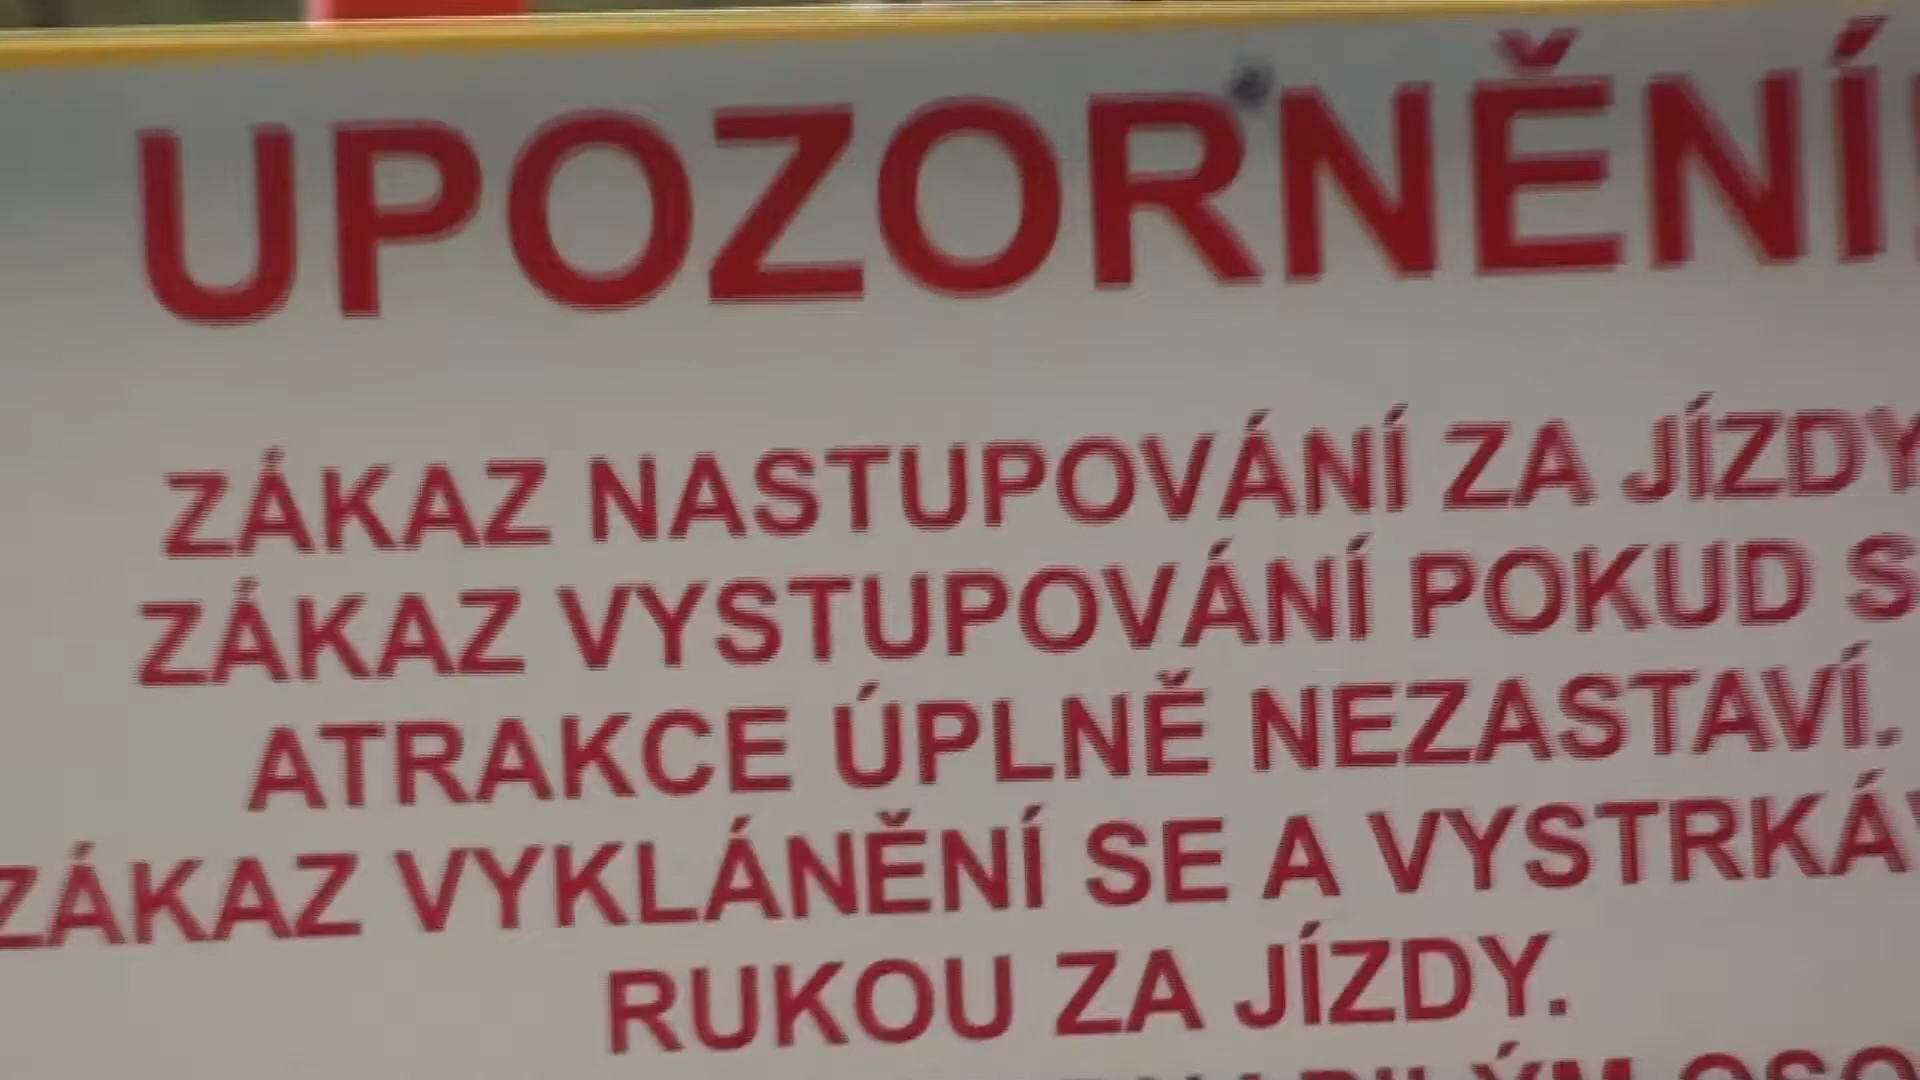 UPOZORNĚNÍ!
ZÁKAZ NASTUPOVÁNÍ ZA JÍZDY
ZÁKAZ VYSTUPOVÁNÍ POKUD S
ATRAKCE ÚPLNĚ NEZASTAVÍ.
ZÁKAZ VYKLÁNĚNÍ SE A VYSTRKÁV
RUKOU ZA JÍZDY.